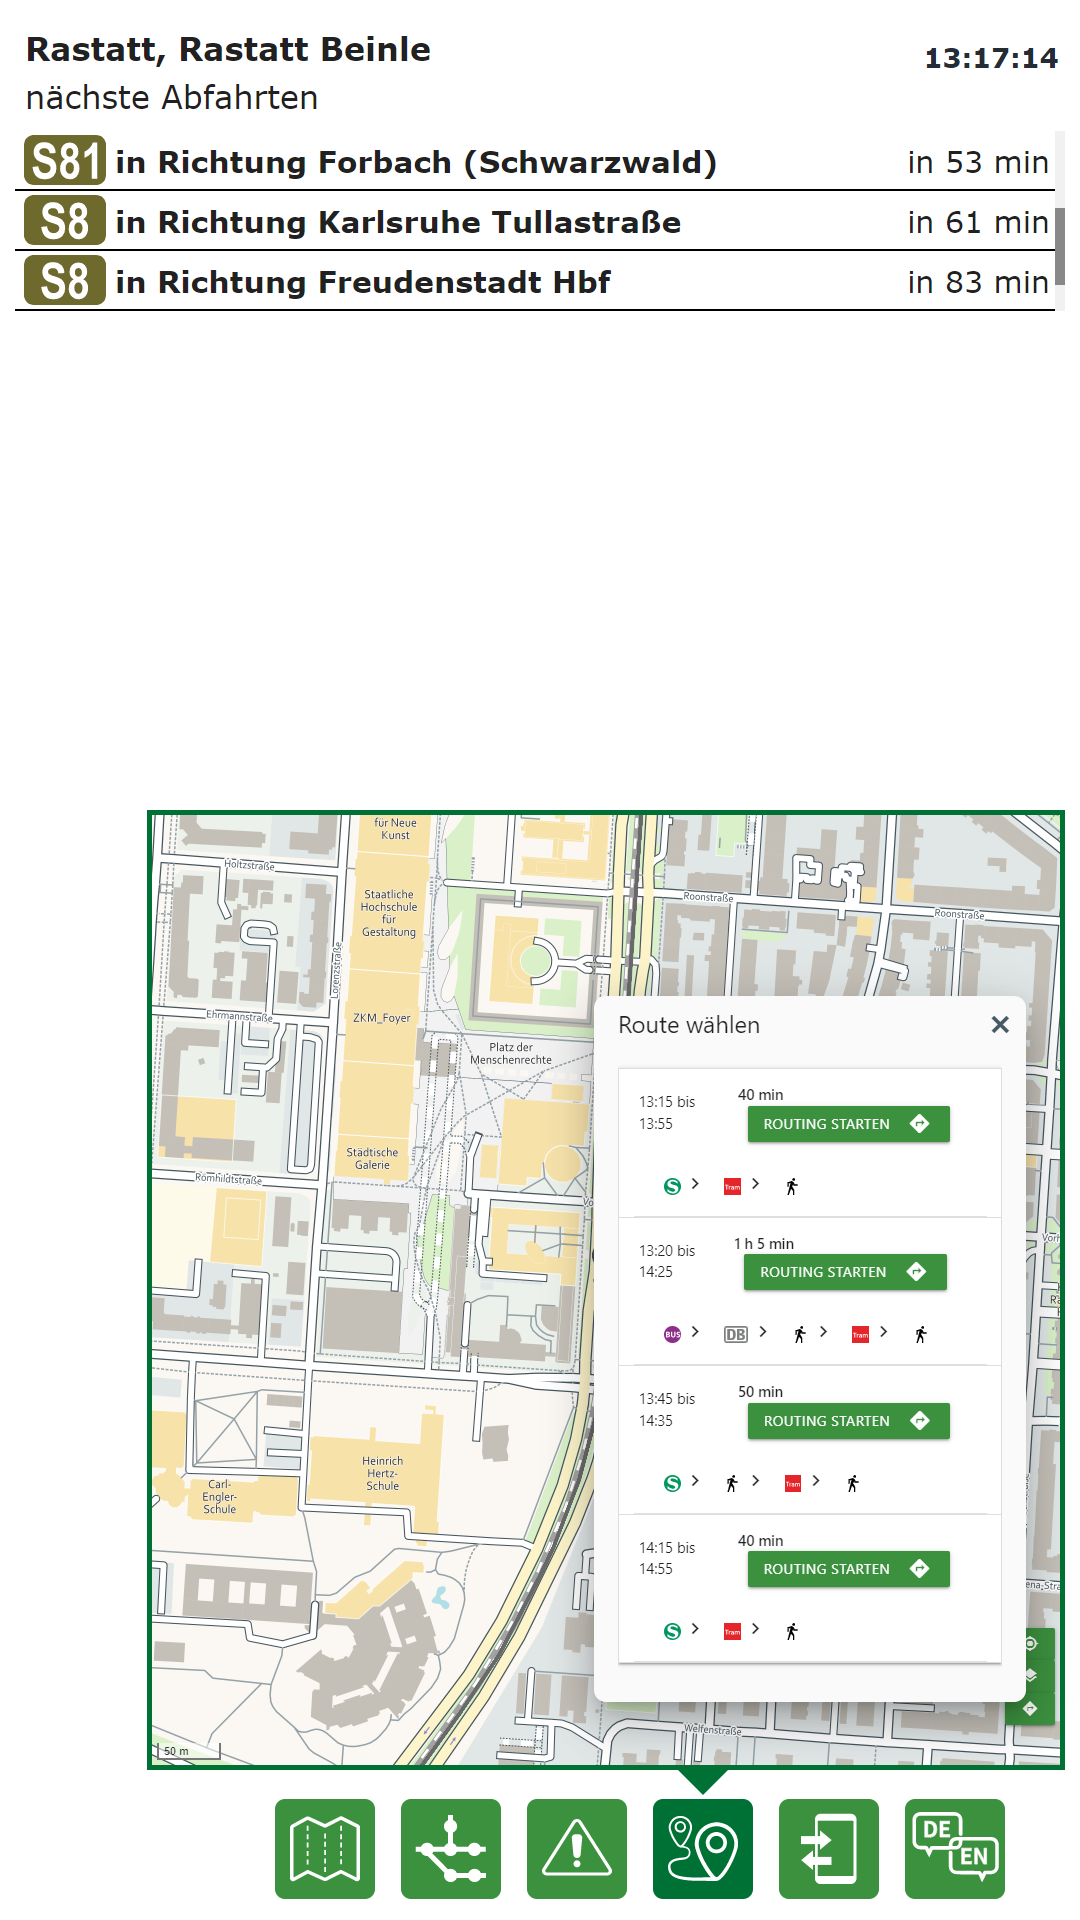 Rastatt, Rastatt Beinle
13:17:14
nächste Abfahrten
S81 in Richtung Forbach (Schwarzwald) in 53 min
S8 in Richtung Karlsruhe Tullastraße in 61 min
S8 in Richtung Freudenstadt Hbf in 83 min
für Neue
Kunst
Holtzstraße
Staatliche
Hochschule
für
Gestaltung
Roonstraße
Roonstraße
Lorenzstraße
Ehrmannstraße
ZKM_Foyer
Platz der
Menschenrechte
Städtische
Galerie
Römhildtstraße
Heinrich
Hertz-
Schule
Carl-
Engler-
Schule
Welfenstraße
50 m
Route wählen
13:15 bis
13:55
40 min
ROUTING STARTEN
S
Tram
13:20 bis
14:25
1 h 5 min
ROUTING STARTEN
BUS
DB
Tram
13:45 bis
14:35
50 min
ROUTING STARTEN
S
Tram
14:15 bis
14:55
40 min
ROUTING STARTEN
S
Tram
DE
EN